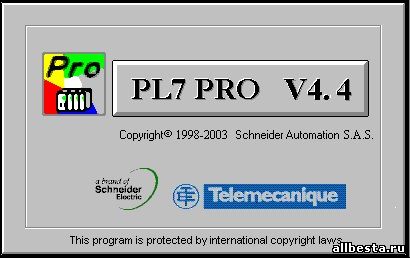 Pro
PL7 PRO V4.4
Copyright© 1998-2003 Schneider Automation S.A.S.
a brand of
Schneider
Electric
Telemecanique
This program is protected by international copyright laws
allbesta.ru